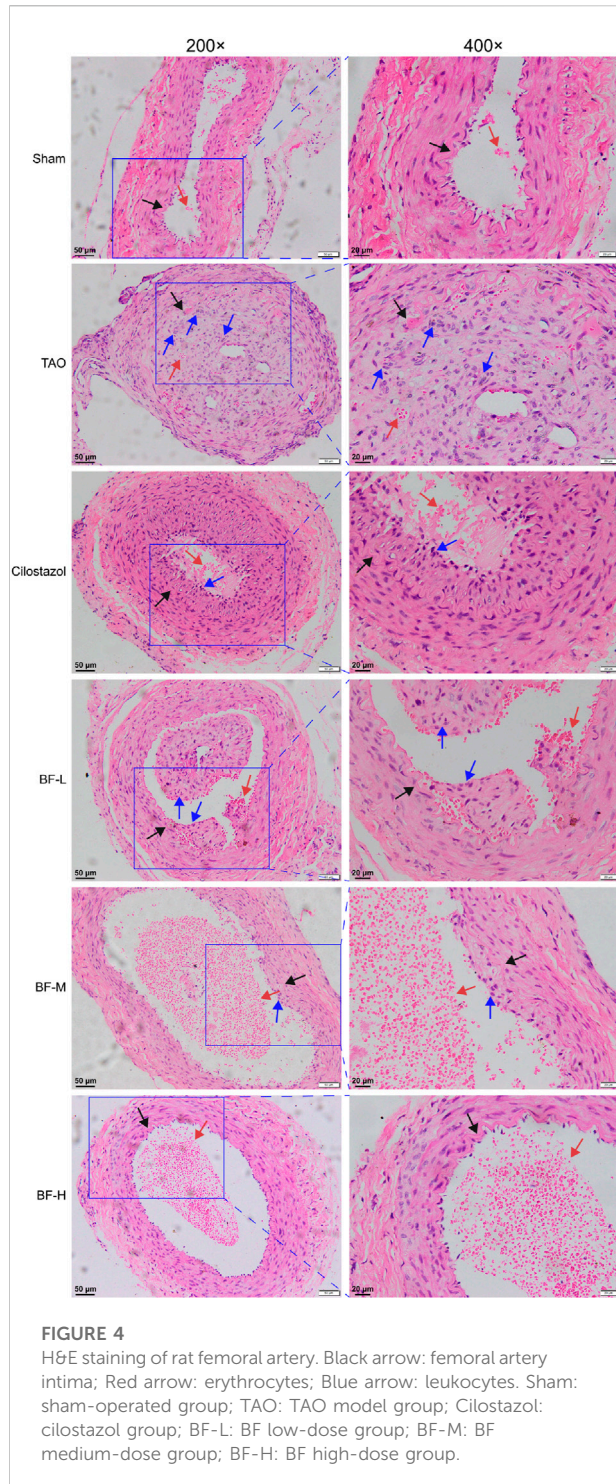 200×
400×
Sham
50 µm
20 µm
TAO
50 µm
20 µm
Cilostazol
50 µm
20 µm
BF-L
50 µm
20 µm
BF-M
50 µm
20 µm
BF-H
50 µm
20 µm
FIGURE 4
H&E staining of rat femoral artery. Black arrow: femoral artery
intima; Red arrow: erythrocytes; Blue arrow: leukocytes. Sham:
sham-operated group; TAO: TAO model group; Cilostazol:
cilostazol group; BF-L: BF low-dose group; BF-M: BF
medium-dose group; BF-H: BF high-dose group.